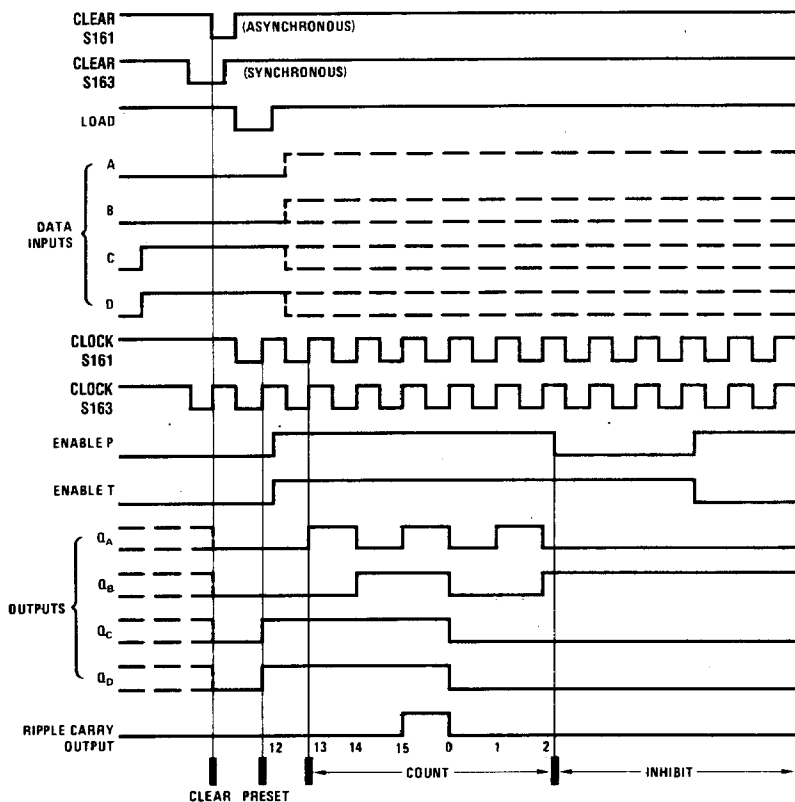 CLEAR
S161
(ASYNCHRONOUS)
CLEAR
S163
(SYNCHRONOUS)
LOAD
DATA
INPUTS
A
B
C
D
CLOCK
S161
CLOCK
S163
ENABLE P
ENABLE T
OUTPUTS
QA
QB
QC
QD
RIPPLE CARRY
OUTPUT
12 13 14 15 0 1 2
COUNT
INHIBIT
CLEAR PRESET